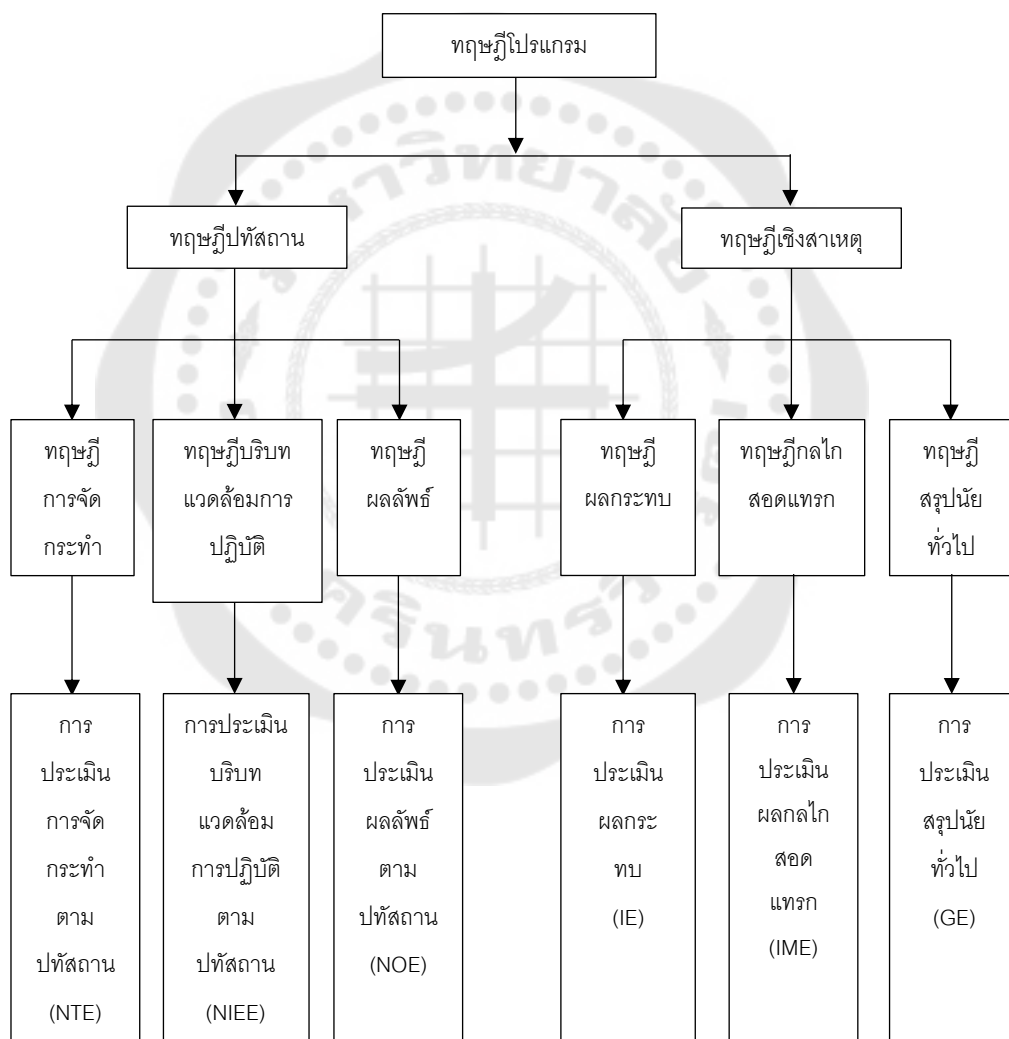 ทฤษฎีโปรแกรม
ทฤษฎีปทัสถาน
ทฤษฎีเชิงสาเหตุ
ทฤษฎี
การจัด
กระทำ
ทฤษฎีบริบท
แวดล้อมการ
ปฏิบัติ
ทฤษฎี
ผลลัพธ์
ทฤษฎี
ผลกระทบ
ทฤษฎีกลไก
สอดแทรก
ทฤษฎี
สรุปนัย
ทั่วไป
การ
ประเมิน
การจัด
กระทำ
ตาม
ปทัสถาน
(NTE)
การประเมิน
บริบท
แวดล้อม
การปฏิบัติ
ตาม
ปทัสถาน
(NIEE)
การ
ประเมิน
ผลลัพธ์
ตาม
ปทัสถาน
(NOE)
การ
ประเมิน
ผลกระ
ทบ
(IE)
การ
ประเมิน
ผลกลไก
สอด
แทรก
(IME)
การ
ประเมิน
สรุปนัย
ทั่วไป
(GE)